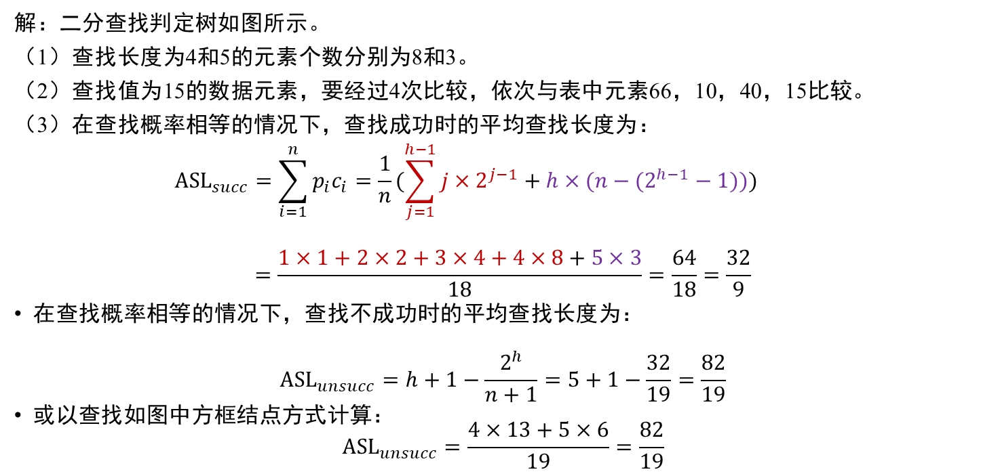 解：二分查找判定树如图所示。
（1）查找长度为4和5的元素个数分别为8和3。
（2）查找值为15的数据元素，要经过4次比较，依次与表中元素66，10，40，15比较。
（3）在查找概率相等的情况下，查找成功时的平均查找长度为：
$\mathrm{ASL}_{succ} = \sum_{i=1}^{n} p_i c_i = \frac{1}{n}(\sum_{j=1}^{h-1} j \times 2^{j-1} + h \times (n - (2^{h-1} - 1)))$
$= \frac{1 \times 1 + 2 \times 2 + 3 \times 4 + 4 \times 8 + 5 \times 3}{18} = \frac{64}{18} = \frac{32}{9}$
• 在查找概率相等的情况下，查找不成功时的平均查找长度为：
$\mathrm{ASL}_{unsucc} = h + 1 - \frac{2^h}{n+1} = 5 + 1 - \frac{32}{19} = \frac{82}{19}$
• 或以查找如图中方框结点方式计算：
$\mathrm{ASL}_{unsucc} = \frac{4 \times 13 + 5 \times 6}{19} = \frac{82}{19}$